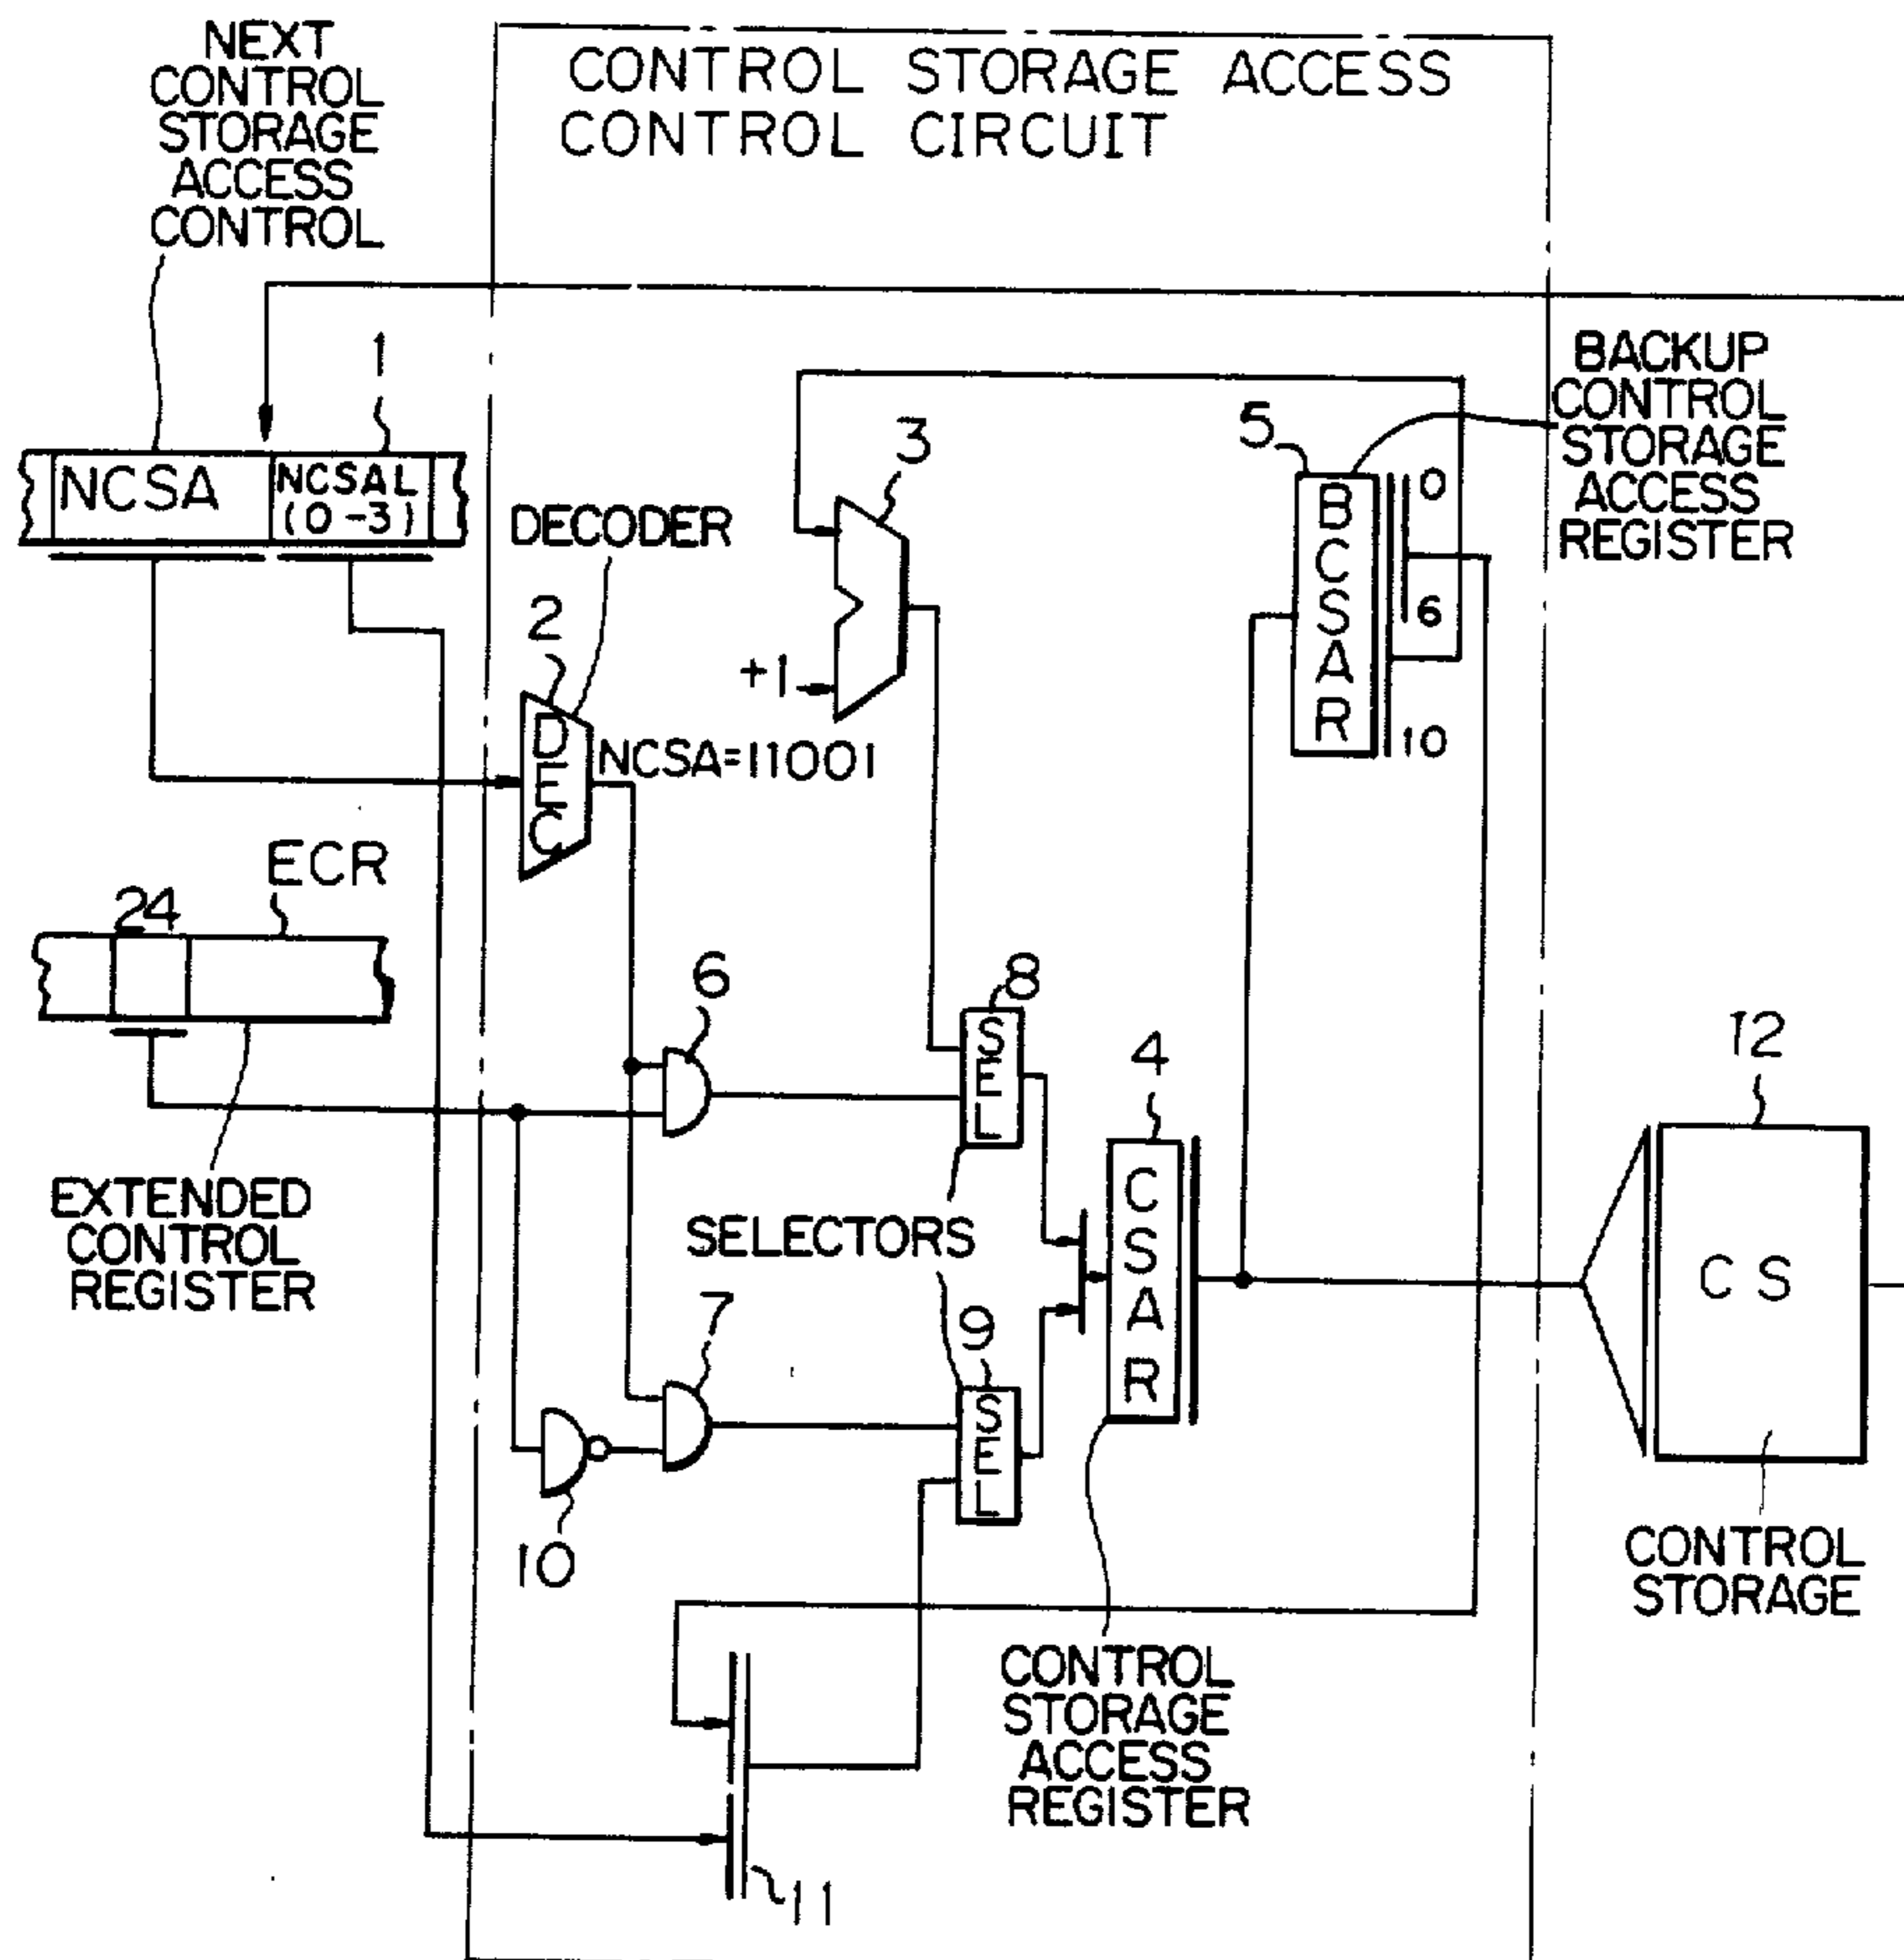 NEXT
CONTROL
STORAGE
ACCESS
CONTROL
CONTROL STORAGE ACCESS
CONTROL CIRCUIT
1
NCSA
NCSAL
(0-3)
DECODER
2
DEC
NCSA=11001
3
+1
5
BCSAR
0
6
10
BACKUP
CONTROL
STORAGE
ACCESS
REGISTER
ECR
24
EXTENDED
CONTROL
REGISTER
6
7
10
8
SEL
SELECTORS
9
SEL
4
CSAR
12
CS
CONTROL
STORAGE
CONTROL
STORAGE
ACCESS
REGISTER
11